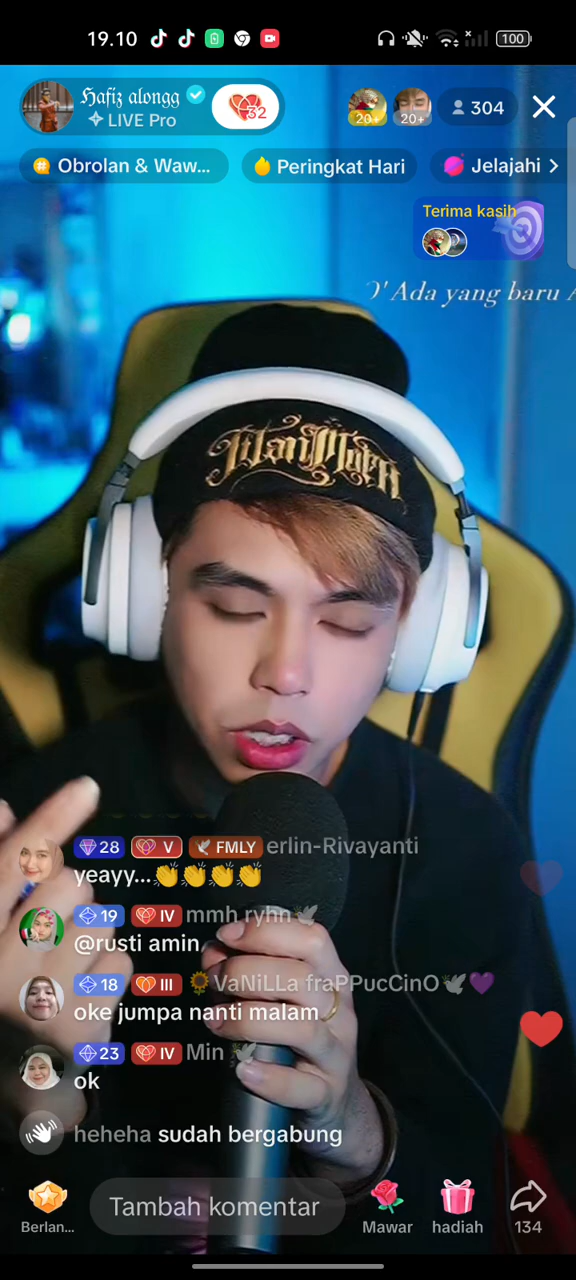 19.10
100
Hafiz alongg
LIVE Pro
32
20+
20+
304
Obrolan & Waw...
Peringkat Hari
Jelajahi
Terima kasih
Ada yang baru
28 V FMLY erlin-Rivayanti
yeayy...👏👏👏👏
19 IV mmh ryhn🕊
@rusti amin
18 III 🌻VaNiLLa fraPPucCinO🕊💜
oke jumpa nanti malam
23 IV Min 🕊
ok
heheha sudah bergabung
Berlan...
Tambah komentar
Mawar
hadiah
134